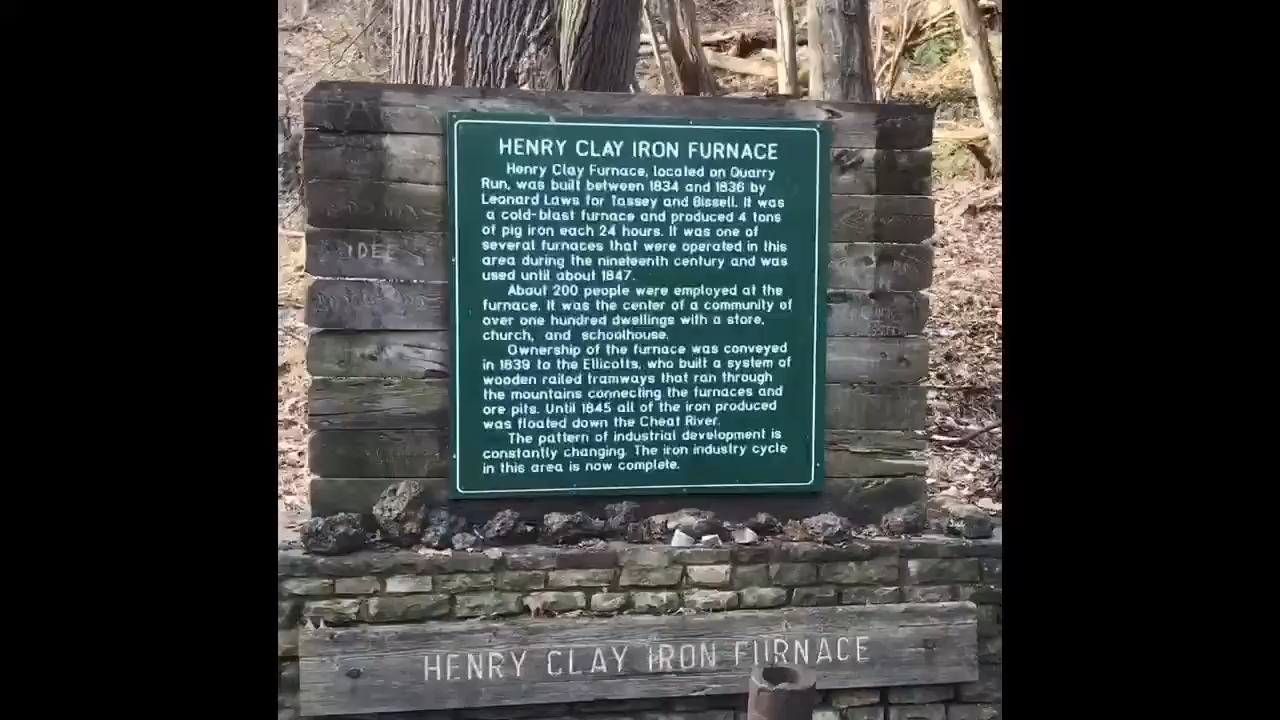 HENRY CLAY IRON FURNACE
Henry Clay Furnace, located on Quarry
Run, was built between 1834 and 1836 by
Leonard Laws for Tassey and Bissell. It was
a cold-blast furnace and produced 4 tons
of pig iron each 24 hours. It was one of
several furnaces that were operated in this
area during the nineteenth century and was
used until about 1847.
About 200 people were employed at the
furnace. It was the center of a community of
over one hundred dwellings with a store,
church, and schoolhouse.
Ownership of the furnace was conveyed
in 1839 to the Ellicotts, who built a system of
wooden railed tramways that ran through
the mountains connecting the furnaces and
ore pits. Until 1845 all of the iron produced
was floated down the Cheat River.
The pattern of industrial development is
constantly changing. The iron industry cycle
in this area is now complete.
HENRY CLAY IRON FURNACE